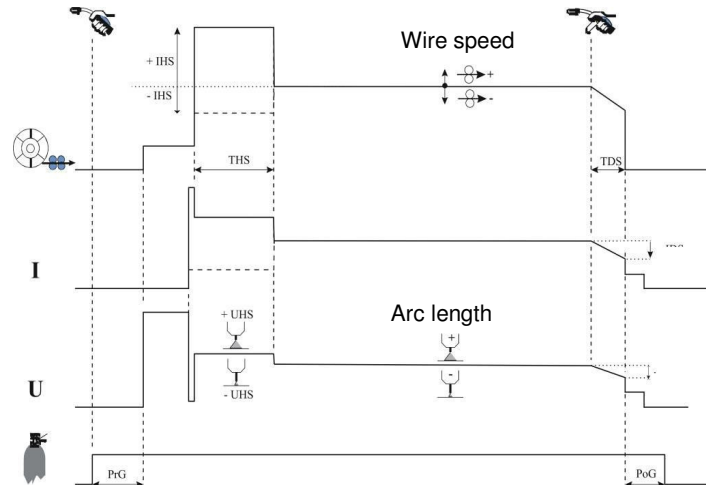 Wire speed
+ IHS
+
- IHS
-
THS
TDS
I
+ UHS
Arc length
+
-
- UHS
U
PrG
PoG